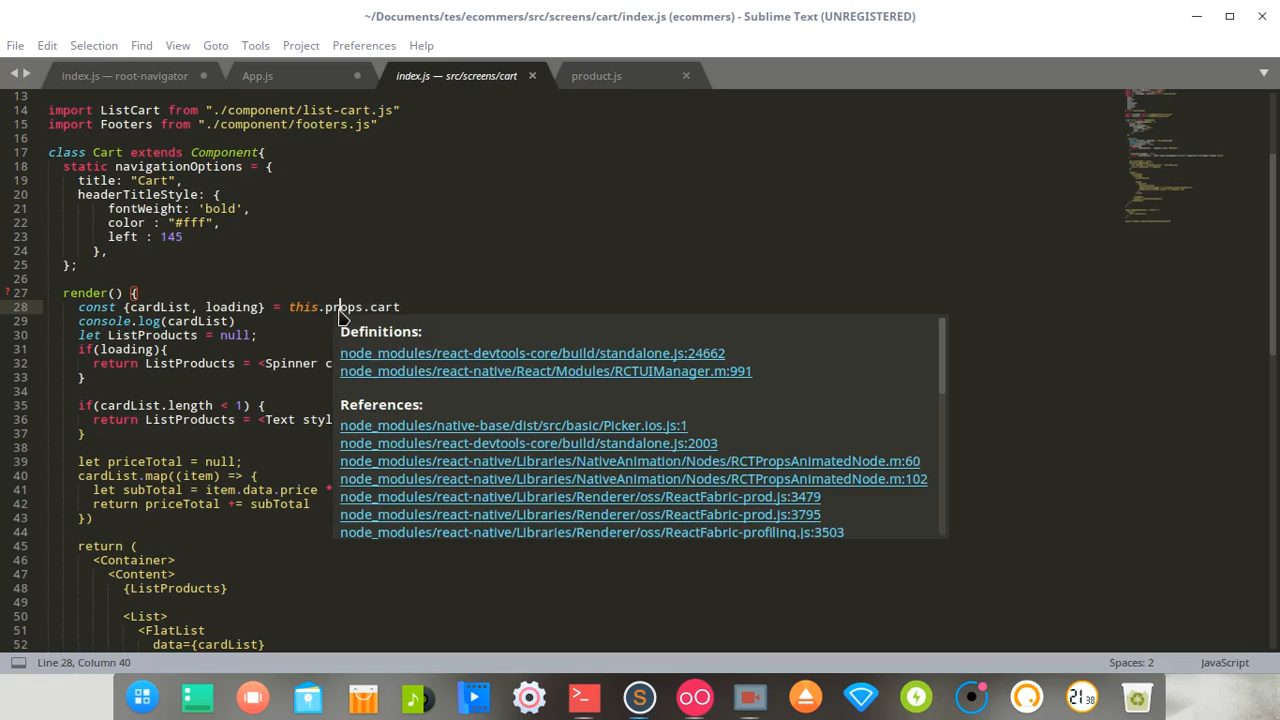 ~/Documents/tes/ecommers/src/screens/cart/index.js (ecommers) - Sublime Text (UNREGISTERED)
File Edit Selection Find View Goto Tools Project Preferences Help
index.js — root-navigator App.js index.js — src/screens/cart product.js
13
14 import ListCart from "./component/list-cart.js"
15 import Footers from "./component/footers.js"
16
17 class Cart extends Component{
18 static navigationOptions = {
19 title: "Cart",
20 headerTitleStyle: {
21 fontWeight: 'bold',
22 color : "#fff",
23 left : 145
24 },
25 };
26
? 27 render() {
28 const {cardList, loading} = this.props.cart
29 console.log(cardList)
30 let ListProducts = null;
31 if(loading){
32 return ListProducts = <Spinner c
33 }
34
35 if(cardList.length < 1) {
36 return ListProducts = <Text styl
37 }
38
39 let priceTotal = null;
40 cardList.map((item) => {
41 let subTotal = item.data.price *
42 return priceTotal += subTotal
43 })
44
45 return (
46 <Container>
47 <Content>
48 {ListProducts}
49
50 <List>
51 <FlatList
52 data={cardList}
Definitions:
node_modules/react-devtools-core/build/standalone.js:24662
node_modules/react-native/React/Modules/RCTUIManager.m:991
References:
node_modules/native-base/dist/src/basic/Picker.ios.js:1
node_modules/react-devtools-core/build/standalone.js:2003
node_modules/react-native/Libraries/NativeAnimation/Nodes/RCTPropsAnimatedNode.m:60
node_modules/react-native/Libraries/NativeAnimation/Nodes/RCTPropsAnimatedNode.m:102
node_modules/react-native/Libraries/Renderer/oss/ReactFabric-prod.js:3479
node_modules/react-native/Libraries/Renderer/oss/ReactFabric-prod.js:3795
node_modules/react-native/Libraries/Renderer/oss/ReactFabric-profiling.js:3503
Line 28, Column 40 Spaces: 2 JavaScript
21 38